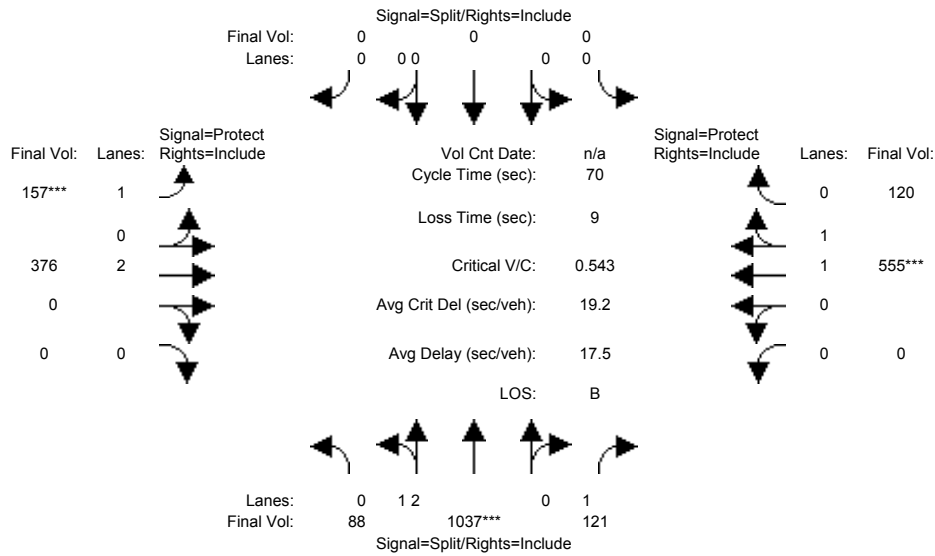 Signal=Split/Rights=Include
Final Vol: 0 0 0
Lanes: 0 0 0 0 0
Signal=Protect
Final Vol: Lanes: Rights=Include
Vol Cnt Date: n/a
Signal=Protect
Rights=Include Lanes: Final Vol:
Cycle Time (sec): 70
157*** 1
0 120
Loss Time (sec): 9
0
1
376 2
Critical V/C: 0.543
1 555***
0
Avg Crit Del (sec/veh): 19.2
0
0 0
Avg Delay (sec/veh): 17.5
0 0
LOS: B
Lanes: 0 1 2 0 1
Final Vol: 88 1037*** 121
Signal=Split/Rights=Include